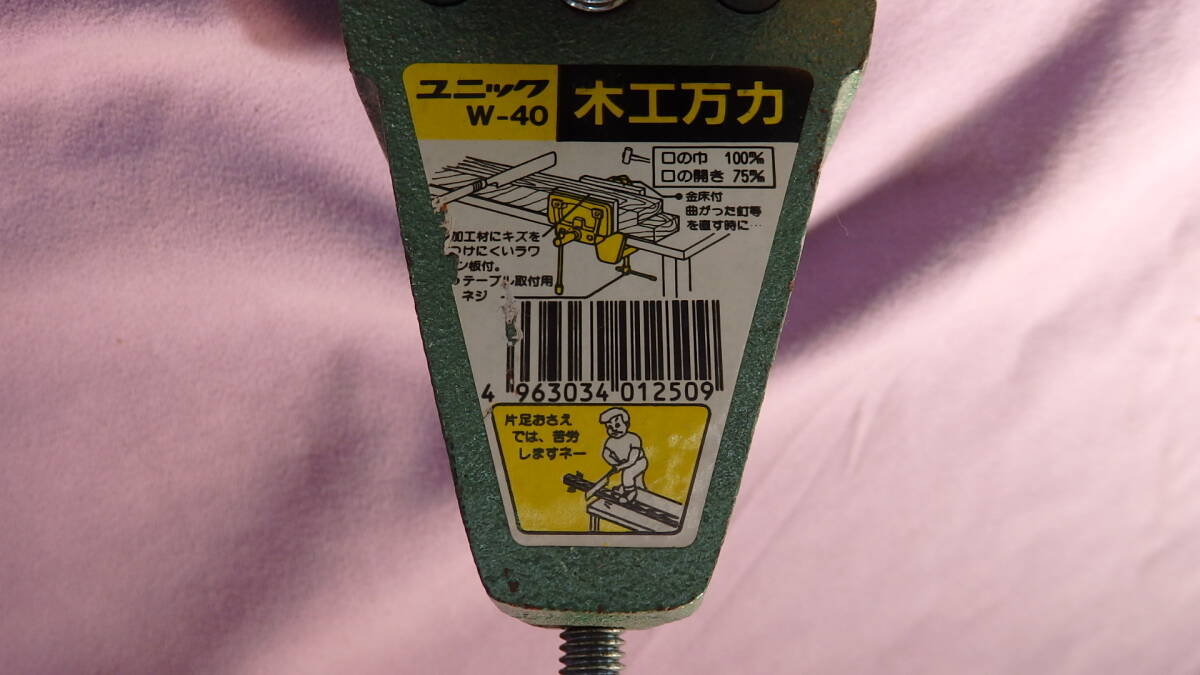 ユニック
W-40
木工万力
口の巾 100㎜
口の開き 75㎜
●金床付
曲がった釘等
を直す時に…
加工材にキズを
つけにくいラワ
ン板付。
●テーブル取付用
ネジ
4 963034 012509
片足おさえ
では、苦労
しますネー